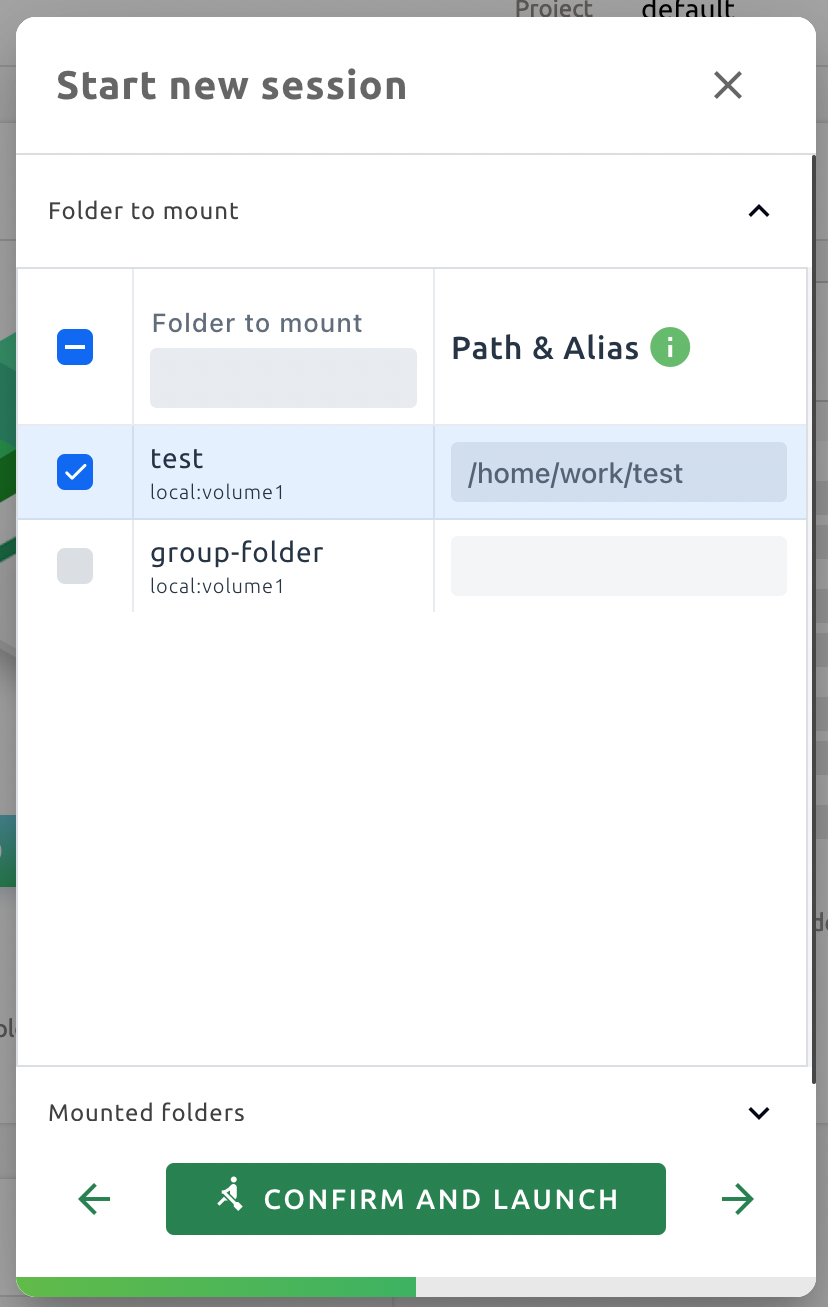 Project default
Start new session
Folder to mount
Folder to mount
Path & Alias i
test
local:volume1
/home/work/test
group-folder
local:volume1
Mounted folders
CONFIRM AND LAUNCH